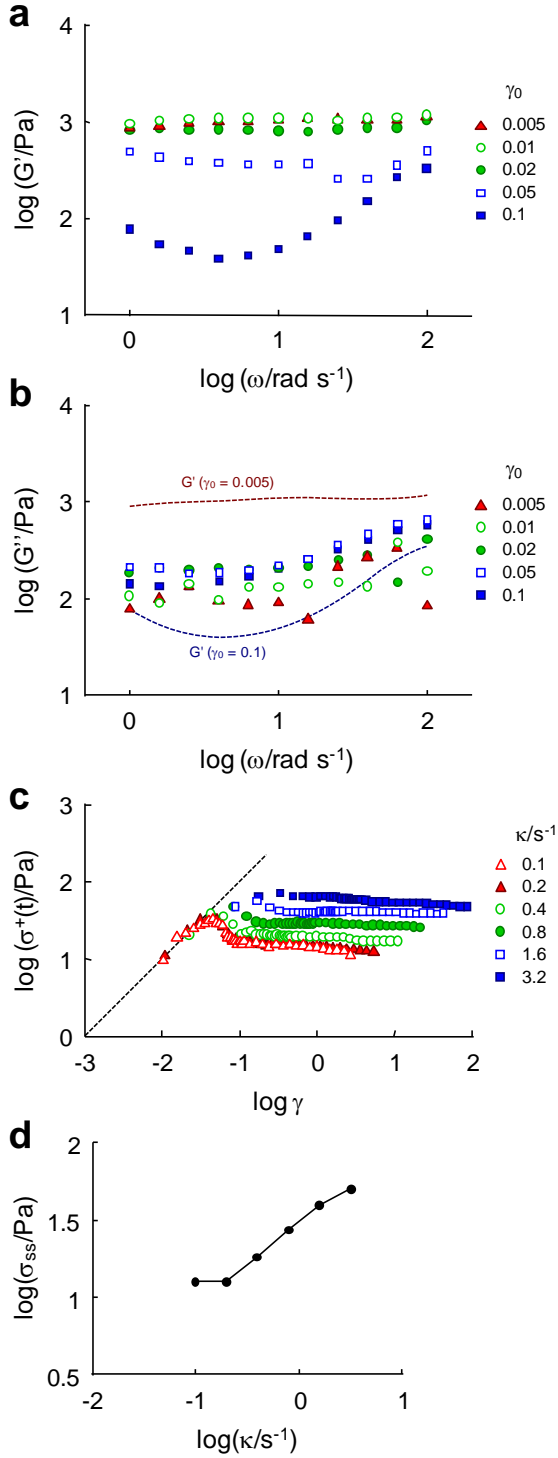 a
4
3
2
1
log (G'/Pa)
0
1
2
log (ω/rad s⁻¹)
γ₀
0.005
0.01
0.02
0.05
0.1
b
4
3
2
1
log (G''/Pa)
G' (γ₀ = 0.005)
G' (γ₀ = 0.1)
0
1
2
log (ω/rad s⁻¹)
γ₀
0.005
0.01
0.02
0.05
0.1
c
3
2
1
0
log (σ⁺(t)/Pa)
-3
-2
-1
0
1
2
log γ
κ/s⁻¹
0.1
0.2
0.4
0.8
1.6
3.2
d
2
1.5
1
0.5
log(σss/Pa)
-2
-1
0
1
log(κ/s⁻¹)